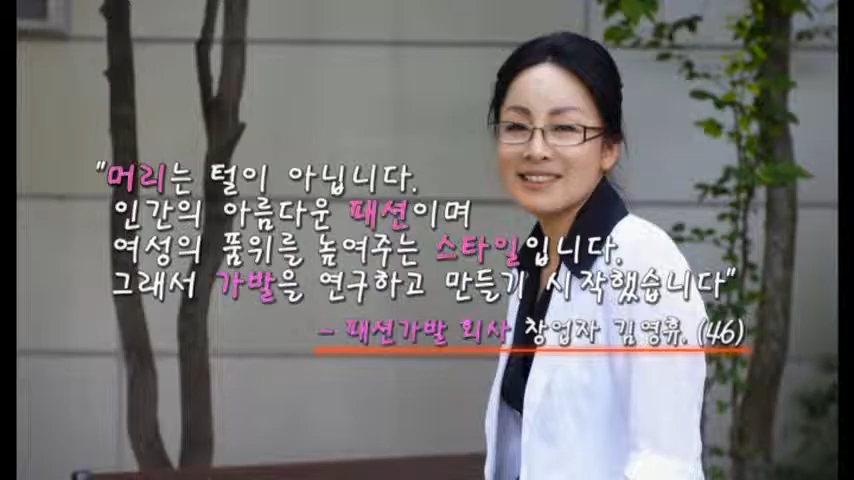 "머리는 털이 아닙니다.
인간의 아름다운 패션이며
여성의 품위를 높여주는 스타일입니다.
그래서 가발을 연구하고 만들기 시작했습니다"
- 패션가발 회사 창업자 김영휴. (46)